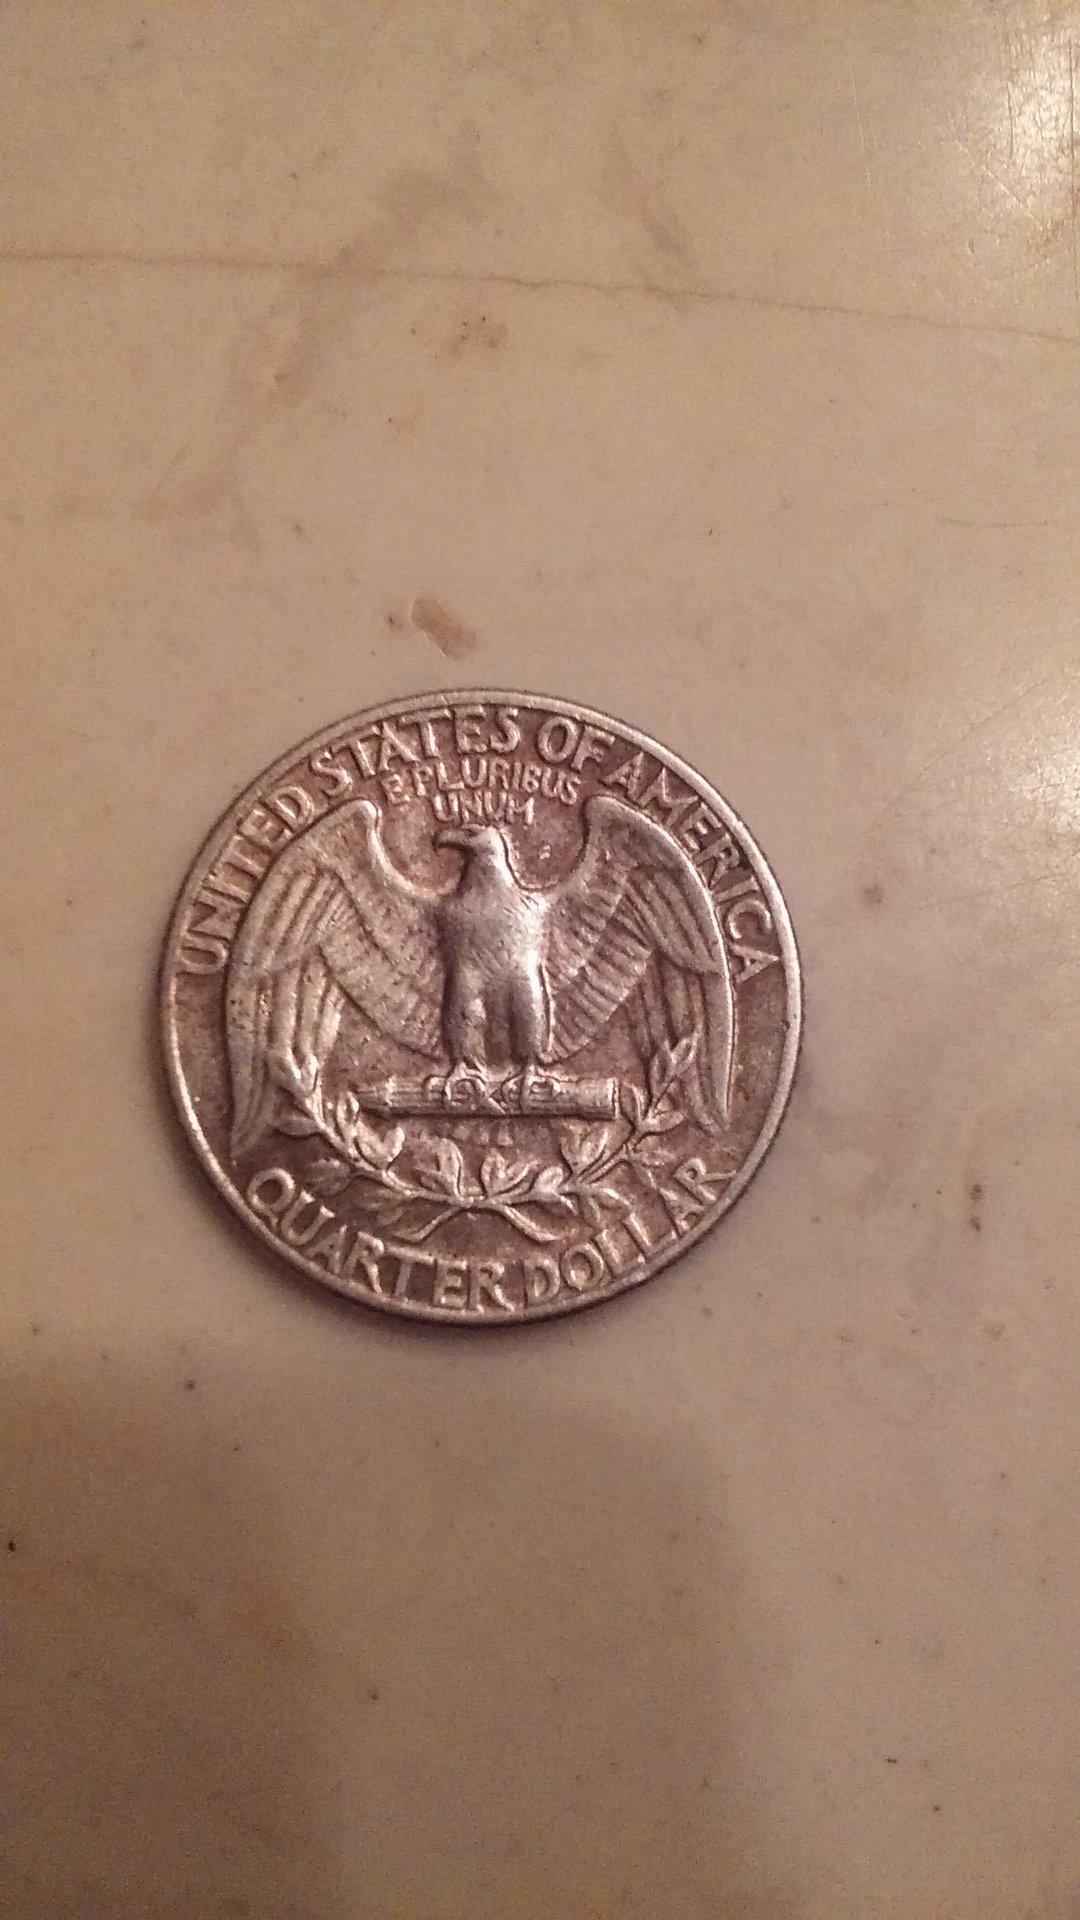 UNITED STATES OF AMERICA
E PLURIBUS
UNUM
QUARTER DOLLAR